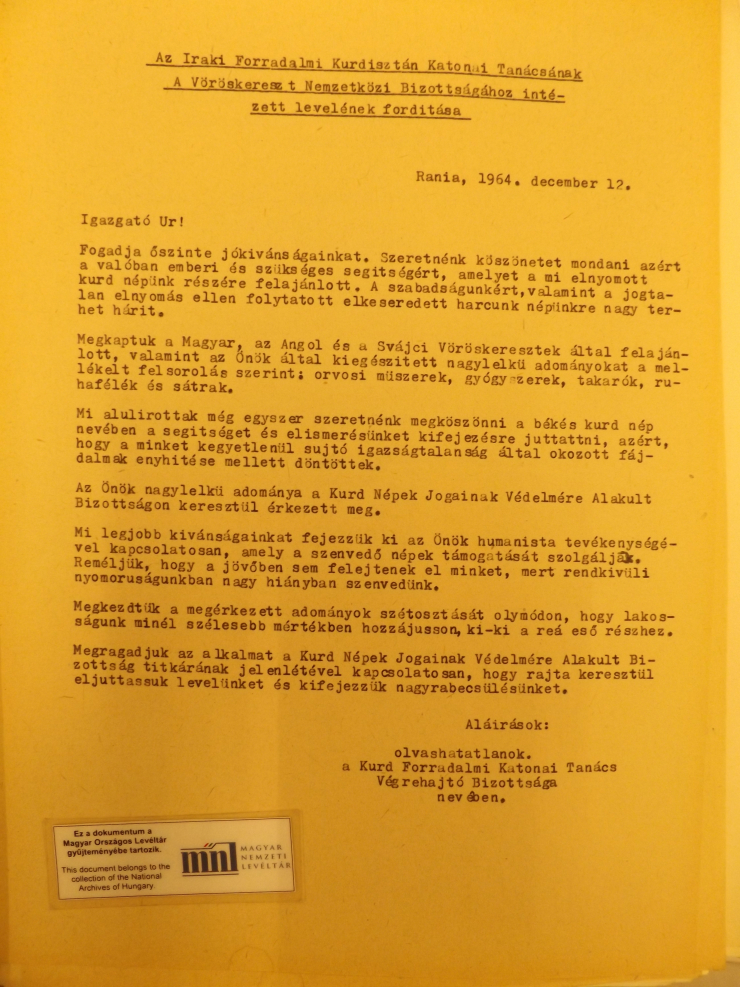 Az Iraki Forradalmi Kurdisztán Katonai Tanácsának
A Vöröskereszt Nemzetközi Bizottságához inté-
zett levelének forditása
Rania, 1964. december 12.
Igazgató Ur!
Fogadja őszinte jókivánságainkat. Szeretnénk köszönetet mondani azért
a valóban emberi és szükséges segitségért, amelyet a mi elnyomott
kurd népünk részére felajánlott. A szabadságunkért,valamint a jogta-
lan elnyomás ellen folytatott elkeseredett harcunk népünkre nagy ter-
het hárit.
Megkaptuk a Magyar, az Angol és a Svájci Vöröskeresztek által felaján-
lott, valamint az Önök által kiegészitett nagylelkü adományokat a mel-
lékelt felsorolás szerint: orvosi müszerek, gyógyszerek, takarók, ru-
hafélék és sátrak.
Mi alulirottak még egyszer szeretnénk megköszönni a békés kurd nép
nevében a segitséget és elismerésünket kifejezésre juttattni, azért,
hogy a minket kegyetlenül sujtó igazságtalanság által okozott fáj-
dalmak enyhitése mellett döntöttek.
Az Önök nagylelkü adománya a Kurd Népek Jogainak Védelmére Alakult
Bizottságon keresztül érkezett meg.
Mi legjobb kivánságainkat fejezzük ki az Önök humanista tevékenységé-
vel kapcsolatosan, amely a szenvedő népek támogatását szolgálják.
Reméljük, hogy a jövőben sem felejtenek el minket, mert rendkivüli
nyomoruságunkban nagy hiányban szenvedünk.
Megkezdtük a megérkezett adományok szétosztását olymódon, hogy lakos-
ságunk minél szélesebb mértékben hozzájusson, ki-ki a reá eső részhez.
Megragadjuk az alkalmat a Kurd Népek Jogainak Védelmére Alakult Bi-
zottság titkárának jelenlétével kapcsolatosan, hogy rajta keresztül
eljuttassuk levelünket és kifejezzük nagyrabecsülésünket.
Aláirások:
olvashatatlanok.
a Kurd Forradalmi Katonai Tanács
Végrehajtó Bizottsága
nevében.
Ez a dokumentum a
Magyar Országos Levéltár
gyűjteményébe tartozik.
This document belongs to the
collection of the National
Archives of Hungary.
mnl
MAGYAR
NEMZETI
LEVÉLTÁR